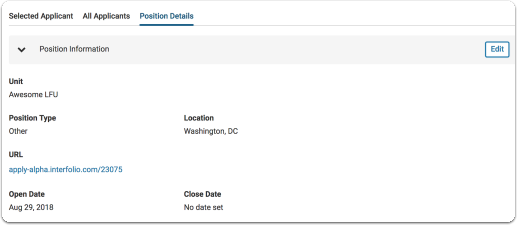 Selected Applicant All Applicants Position Details
Position Information Edit
Unit
Awesome LFU
Position Type Location
Other Washington, DC
URL
apply-alpha.interfolio.com/23075
Open Date Close Date
Aug 29, 2018 No date set